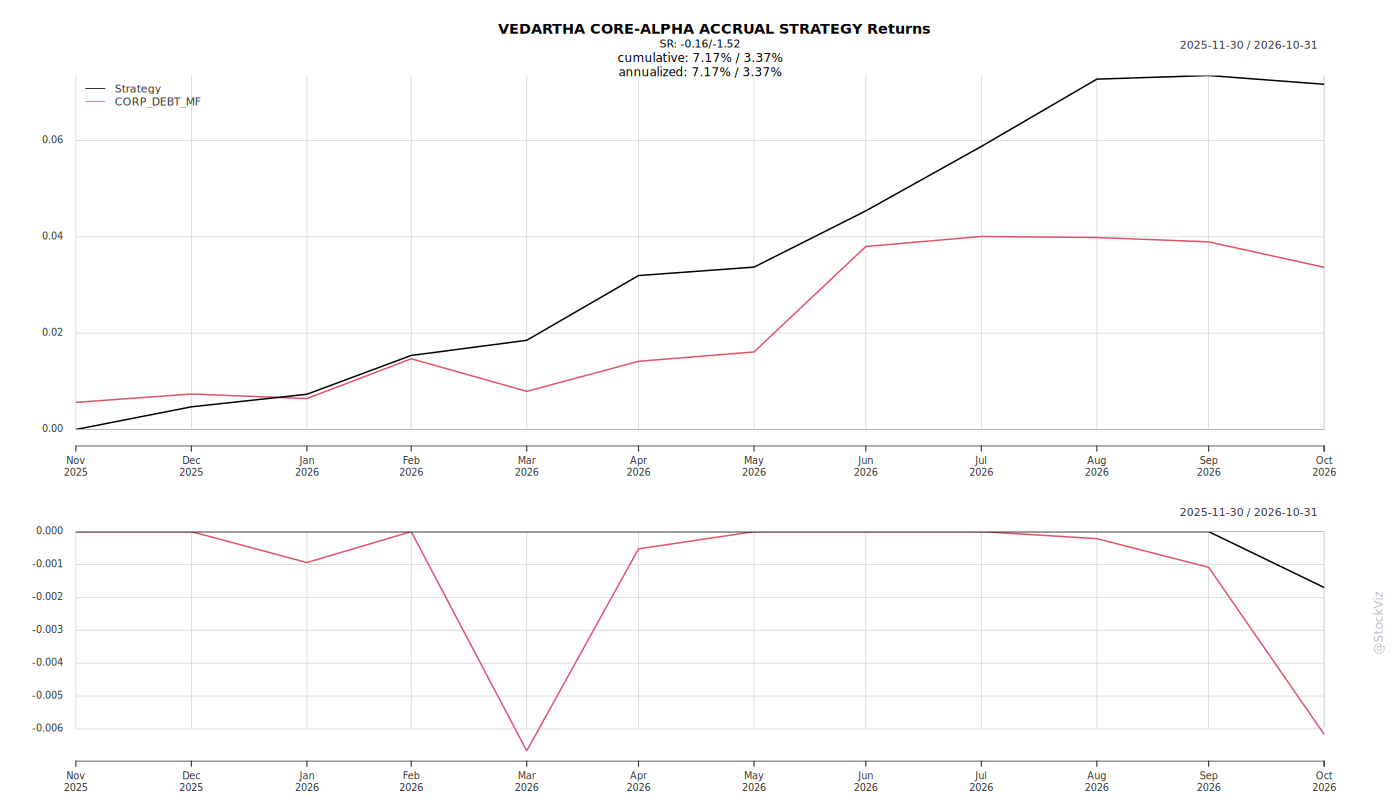 VEDARTHA CORE-ALPHA ACCRUAL STRATEGY Returns
SR: -0.16/-1.52
cumulative: 7.17% / 3.37%
annualized: 7.17% / 3.37%
2025-11-30 / 2026-10-31
Strategy
CORP_DEBT_MF
0.06
0.04
0.02
0.00
Nov Dec Jan Feb Mar Apr May Jun Jul Aug Sep Oct
2025 2025 2026 2026 2026 2026 2026 2026 2026 2026 2026 2026
2025-11-30 / 2026-10-31
0.000
-0.001
-0.002
-0.003
-0.004
-0.005
-0.006
Nov Dec Jan Feb Mar Apr May Jun Jul Aug Sep Oct
2025 2025 2026 2026 2026 2026 2026 2026 2026 2026 2026 2026
@StockViz